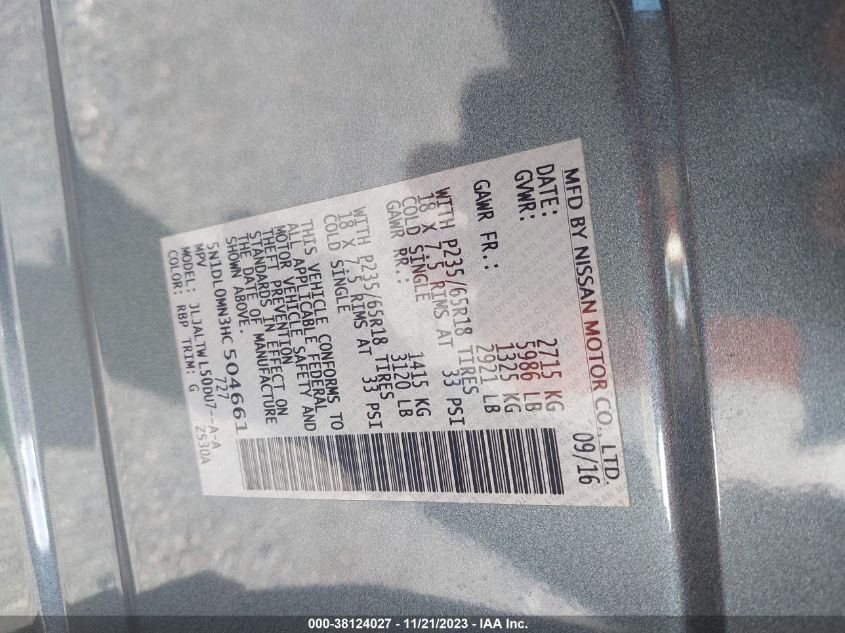 MFD BY NISSAN MOTOR CO., LTD.
DATE: 09/16
GVWR: 2715 KG
5986 LB
GAWR FR.: 1325 KG
2921 LB
WITH P235/65R18 TIRES
18 X 7.5 RIMS AT 33 PSI
COLD SINGLE
GAWR RR.: 1415 KG
3120 LB
WITH P235/65R18 TIRES
18 X 7.5 RIMS AT 33 PSI
COLD SINGLE
THIS VEHICLE CONFORMS TO
ALL APPLICABLE FEDERAL
MOTOR VEHICLE SAFETY AND
THEFT PREVENTION
STANDARDS IN EFFECT ON
THE DATE OF MANUFACTURE
SHOWN ABOVE.
5N1DL0MN3HC504661
MPV 727
MODEL: JLJALTWL50DU7--A-A
COLOR: RBP TRIM: G ZS30A
000-38124027 - 11/21/2023 - IAA Inc.